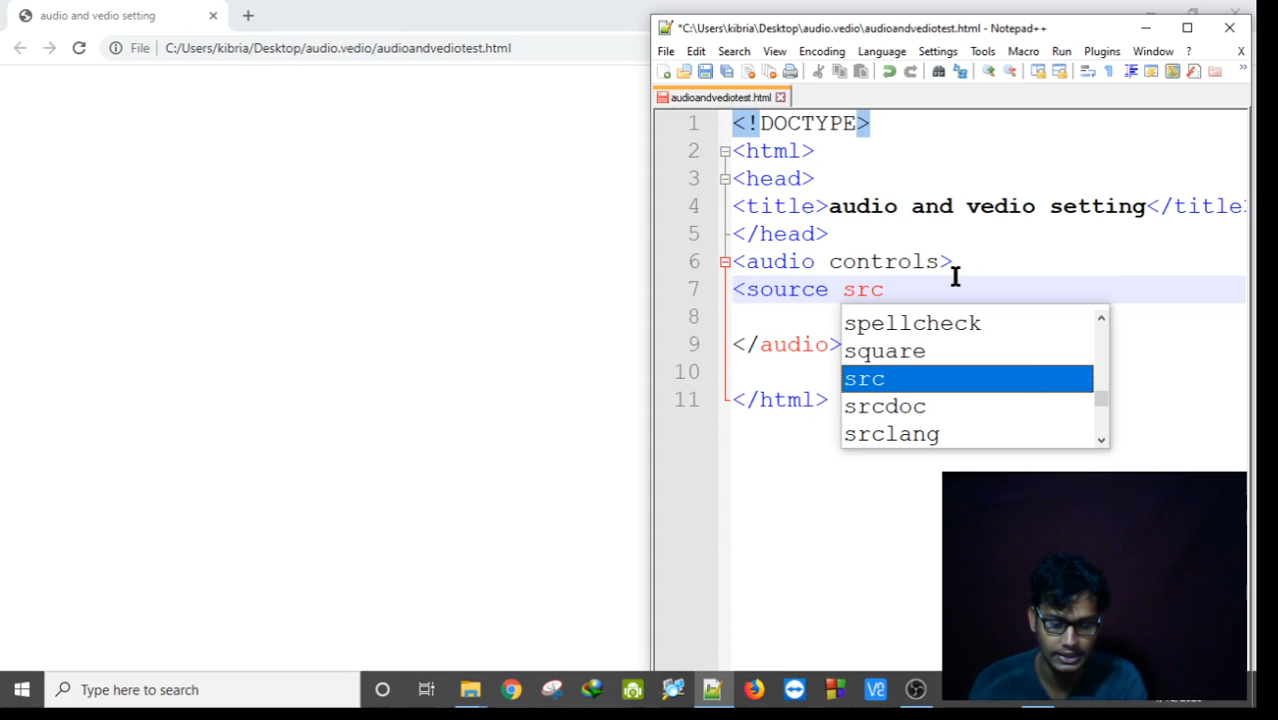 audio and vedio setting
File C:/Users/kibria/Desktop/audio.vedio/audioandvediotest.html
*C:\Users\kibria\Desktop\audio.vedio\audioandvediotest.html - Notepad++
File Edit Search View Encoding Language Settings Tools Macro Run Plugins Window ? X
audioandvediotest.html
1 <!DOCTYPE>
2 <html>
3 <head>
4 <title>audio and vedio setting</title
5 </head>
6 <audio controls>
7 <source src
8
9 </audio>
10
11 </html>
spellcheck
square
src
srcdoc
srclang
Type here to search